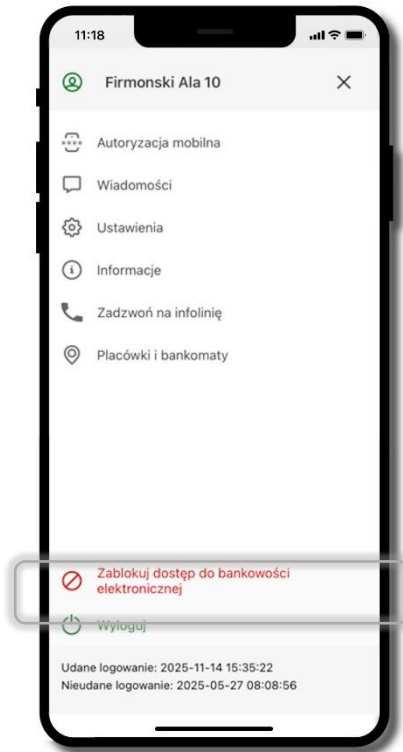 11:18
Firmonski Ala 10
Autoryzacja mobilna
Wiadomości
Ustawienia
Informacje
Zadzwoń na infolinię
Placówki i bankomaty
Zablokuj dostęp do bankowości
elektronicznej
Wyloguj
Udane logowanie: 2025-11-14 15:35:22
Nieudane logowanie: 2025-05-27 08:08:56